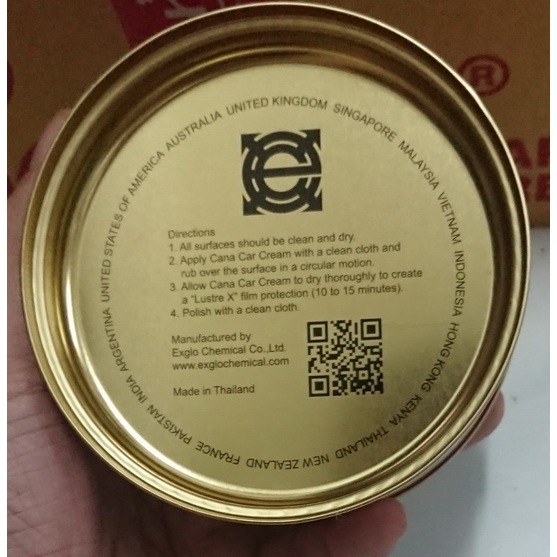 UNITED STATES OF AMERICA AUSTRALIA UNITED KINGDOM SINGAPORE MALAYSIA VIETNAM INDONESIA HONG KONG KENYA THAILAND NEW ZEALAND FRANCE PAKISTAN INDIA ARGENTINA
e
Directions
1. All surfaces should be clean and dry.
2. Apply Cana Car Cream with a clean cloth and
rub over the surface in a circular motion.
3. Allow Cana Car Cream to dry thoroughly to create
a "Lustre X" film protection (10 to 15 minutes).
4. Polish with a clean cloth.
Manufactured by
Exglo Chemical Co.,Ltd.
www.exglochemical.com
Made in Thailand
®